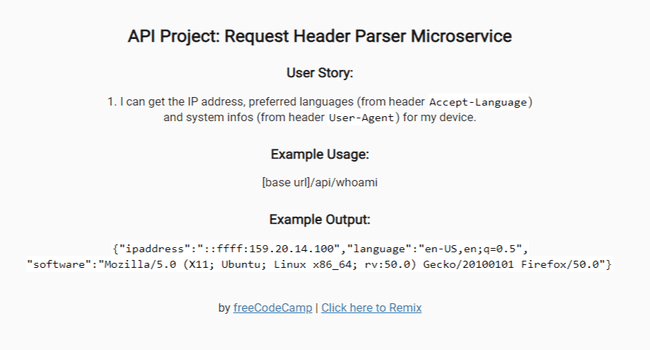 API Project: Request Header Parser Microservice
User Story:
1. I can get the IP address, preferred languages (from header Accept-Language)
and system infos (from header User-Agent) for my device.
Example Usage:
[base url]/api/whoami
Example Output:
{"ipaddress":"::ffff:159.20.14.100","language":"en-US,en;q=0.5",
"software":"Mozilla/5.0 (X11; Ubuntu; Linux x86_64; rv:50.0) Gecko/20100101 Firefox/50.0"}
by freeCodeCamp | Click here to Remix